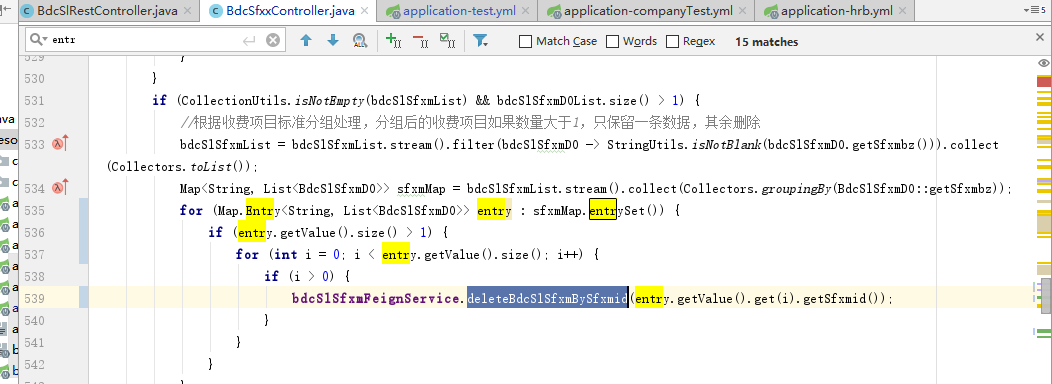 BdcSlRestController.java × BdcSfxxController.java × application-test.yml × application-companyTest.yml × application-hrb.yml × 5
entr Match Case Words Regex 15 matches
529 }
530 }
531 if (CollectionUtils.isNotEmpty(bdcSlSfxmList) && bdcSlSfxmDOList.size() > 1) {
532 //根据收费项目标准分组处理，分组后的收费项目如果数量大于1，只保留一条数据，其余删除
533 bdcSlSfxmList = bdcSlSfxmList.stream().filter(bdcSlSfxmDO -> StringUtils.isNotBlank(bdcSlSfxmDO.getSfxmbz())).collect
(Collectors.toList());
534 Map<String, List<BdcSlSfxmDO>> sfxmMap = bdcSlSfxmList.stream().collect(Collectors.groupingBy(BdcSlSfxmDO::getSfxmbz));
535 for (Map.Entry<String, List<BdcSlSfxmDO>> entry : sfxmMap.entrySet()) {
536 if (entry.getValue().size() > 1) {
537 for (int i = 0; i < entry.getValue().size(); i++) {
538 if (i > 0) {
539 bdcSlSfxmFeignService.deleteBdcSlSfxmBySfxmid(entry.getValue().get(i).getSfxmid());
540 }
541 }
542 }